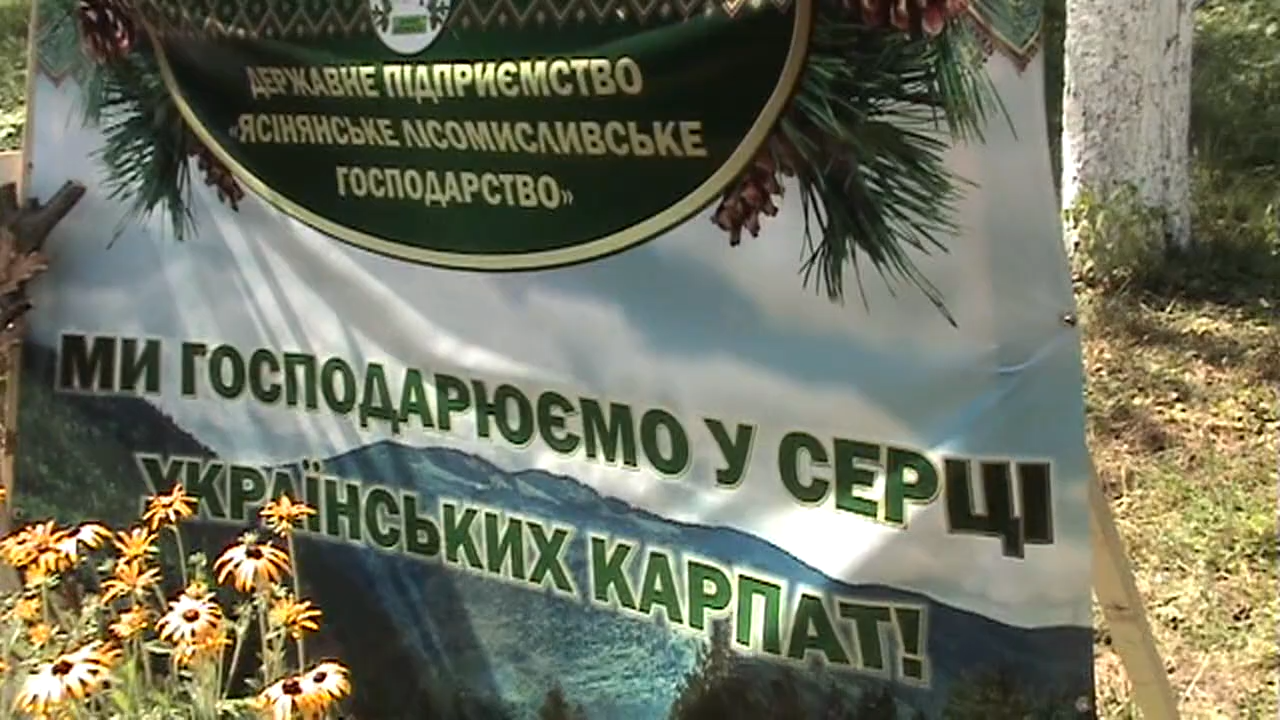 ДЕРЖАВНЕ ПІДПРИЄМСТВО
«ЯСІНЯНСЬКЕ ЛІСОМИСЛИВСЬКЕ
ГОСПОДАРСТВО»
МИ ГОСПОДАРЮЄМО У СЕРЦІ
УКРАЇНСЬКИХ КАРПАТ!